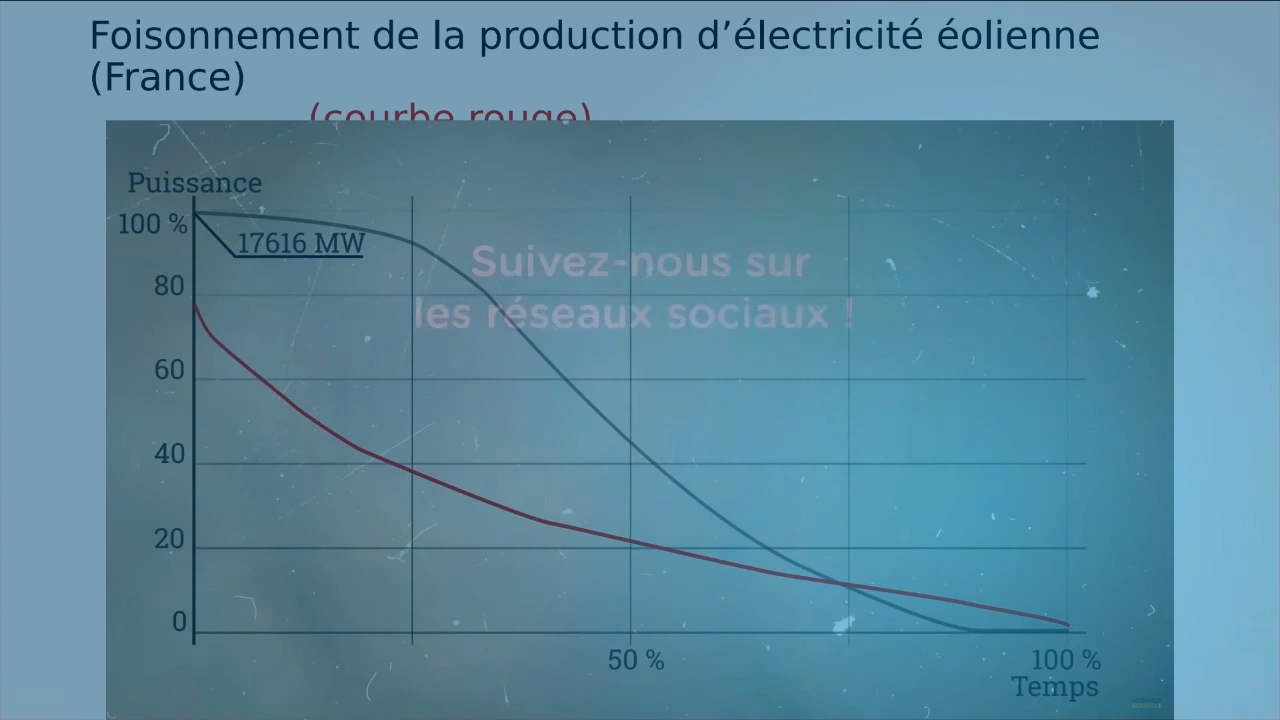 Foisonnement de la production d’électricité éolienne
(France)
(courbe rouge)
Puissance
100 %
17616 MW
Suivez-nous sur
les réseaux sociaux !
80
60
40
20
0
50 %
100 %
Temps